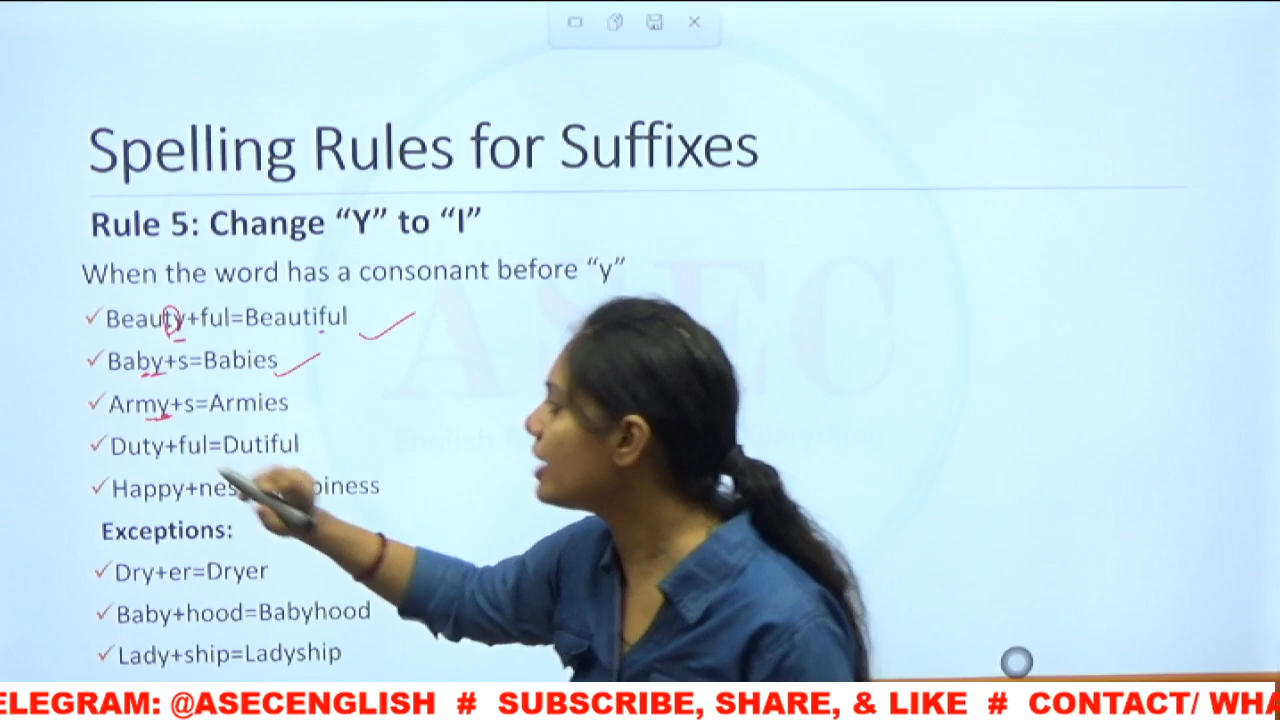 Spelling Rules for Suffixes
Rule 5: Change “Y” to “I”
When the word has a consonant before “y”
✓ Beauty+ful=Beautiful
✓ Baby+s=Babies
✓ Army+s=Armies
✓ Duty+ful=Dutiful
✓ Happy+nes iness
Exceptions:
✓ Dry+er=Dryer
✓ Baby+hood=Babyhood
✓ Lady+ship=Ladyship
ASEC
ELEGRAM: @ASECENGLISH # SUBSCRIBE, SHARE, & LIKE # CONTACT/ WHA